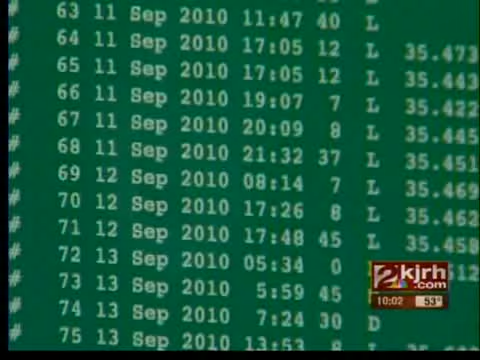 # 63 11 Sep 2010 11:47 40 L
# 64 11 Sep 2010 17:05 12 L 35.473
# 65 11 Sep 2010 17:05 12 L 35.443
# 66 11 Sep 2010 19:07 7 L 35.422
# 67 11 Sep 2010 20:09 8 L 35.445
# 68 11 Sep 2010 21:32 37 L 35.451
# 69 12 Sep 2010 08:14 7 L 35.469
# 70 12 Sep 2010 17:26 8 L 35.462
# 71 12 Sep 2010 17:48 45 L 35.458
# 72 13 Sep 2010 05:34 0
# 73 13 Sep 2010 5:59 45
# 74 13 Sep 2010 7:24 30 D
# 75 13 Sep 2010 13:53 8 L
2 kjrh
.com
10:02 53°